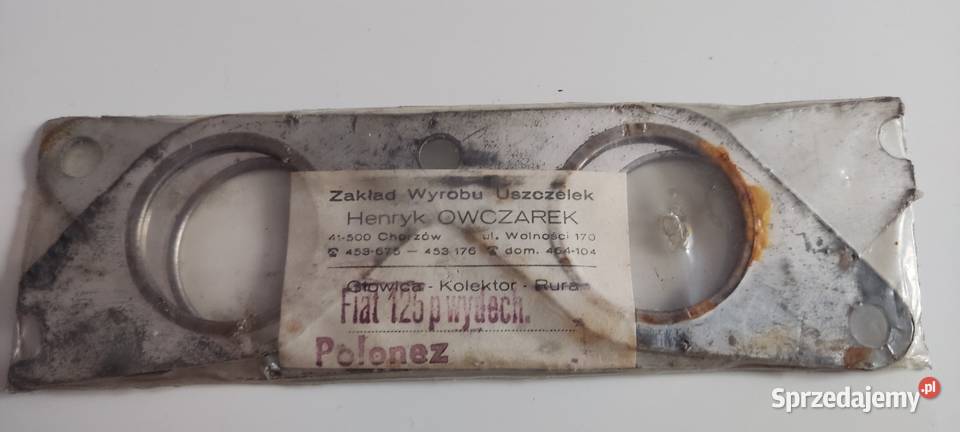 Zakład Wyrobu Uszczelek
Henryk OWCZAREK
41-500 Chorzów ul. Wolności 170
☎ 453-675 — 453 176 ☎ dom. 464-104
Głowica - Kolektor - Rura
Fiat 125 p wydech.
Polonez
Sprzedajemy.pl